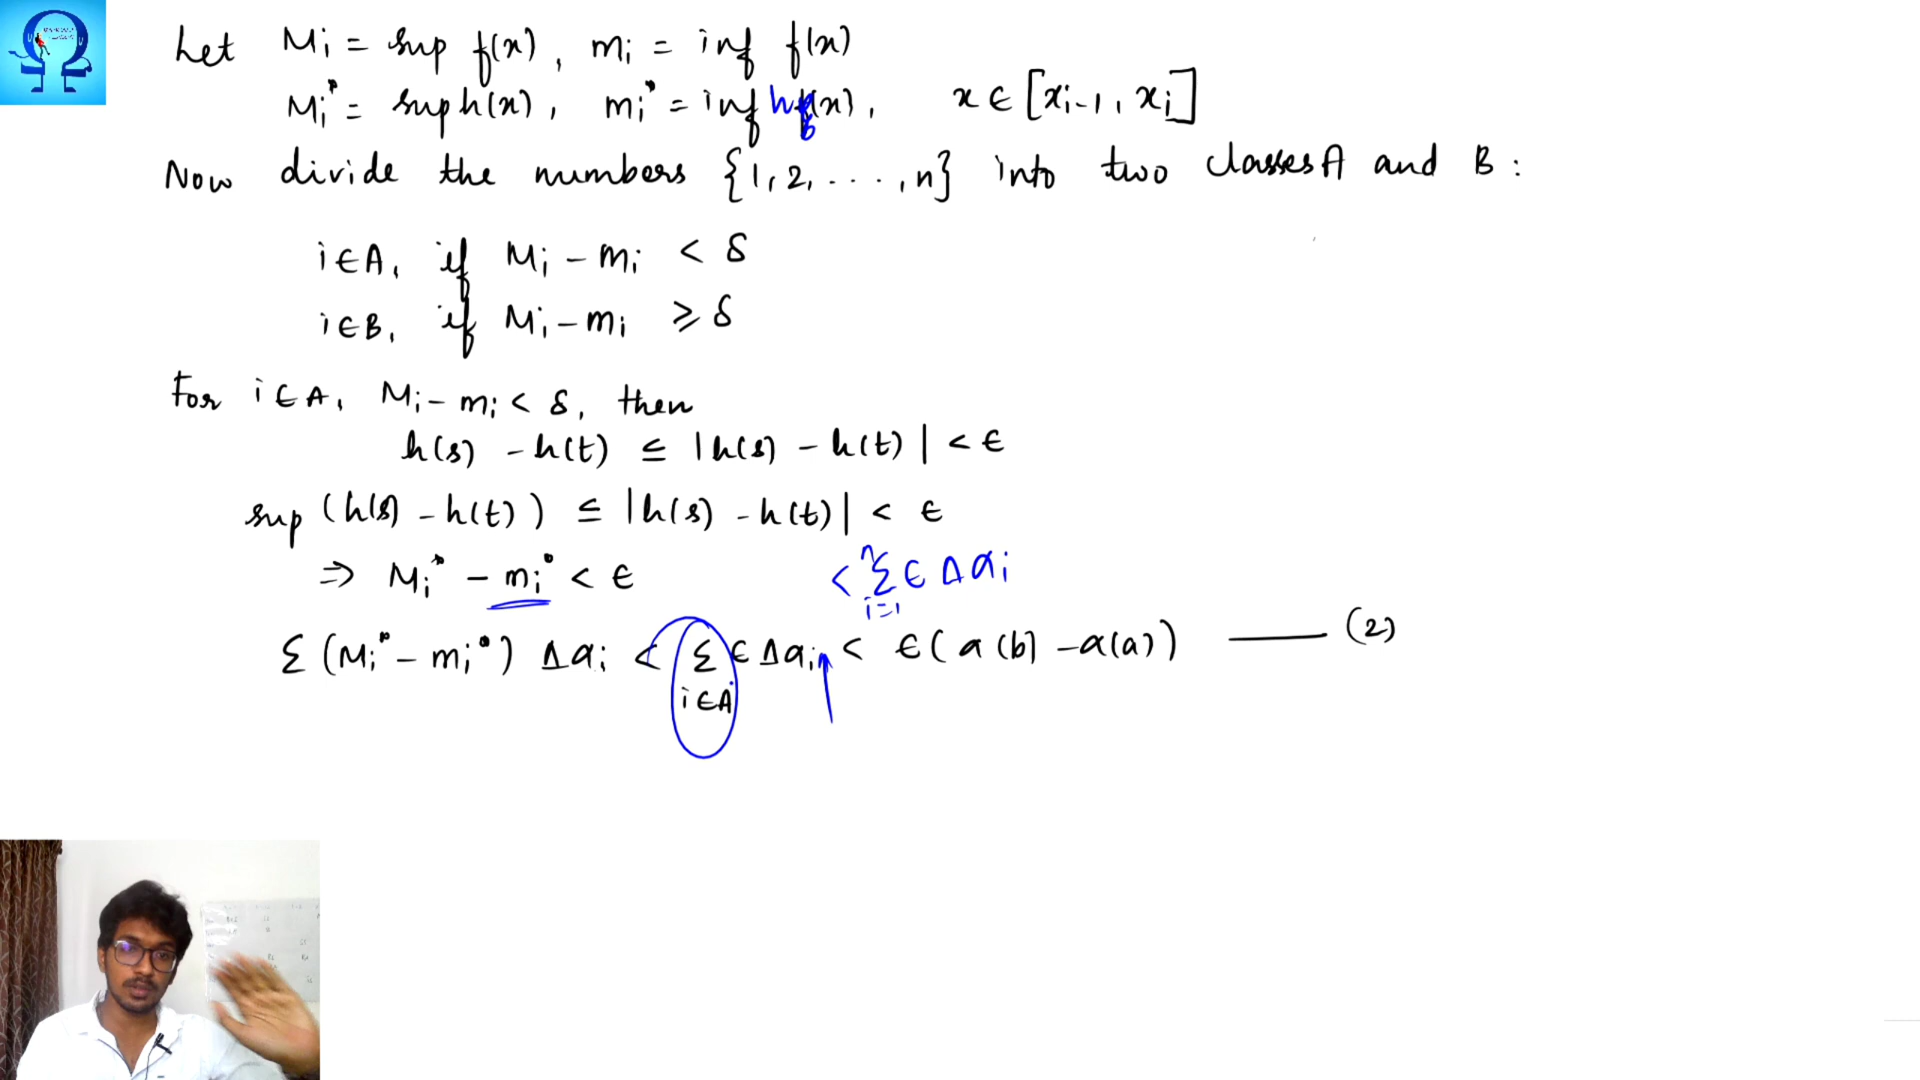 Let Mi = sup f(x), mi = inf f(x)
Mi* = sup h(x), mi* = inf h(x), x ∈ [xi-1, xi]
Now divide the numbers {1, 2, ..., n} into two classes A and B :
i ∈ A, if Mi - mi < δ
i ∈ B, if Mi - mi ≥ δ
For i ∈ A, Mi - mi < δ, then
h(s) - h(t) ≤ |h(s) - h(t)| < ϵ
sup (h(s) - h(t)) ≤ |h(s) - h(t)| < ϵ
⇒ Mi* - mi* < ϵ
< Σ i=1 n ϵ Δαi
Σ (Mi* - mi*) Δαi < Σ i∈A ϵ Δαi < ϵ(α(b) - α(a)) —— (2)